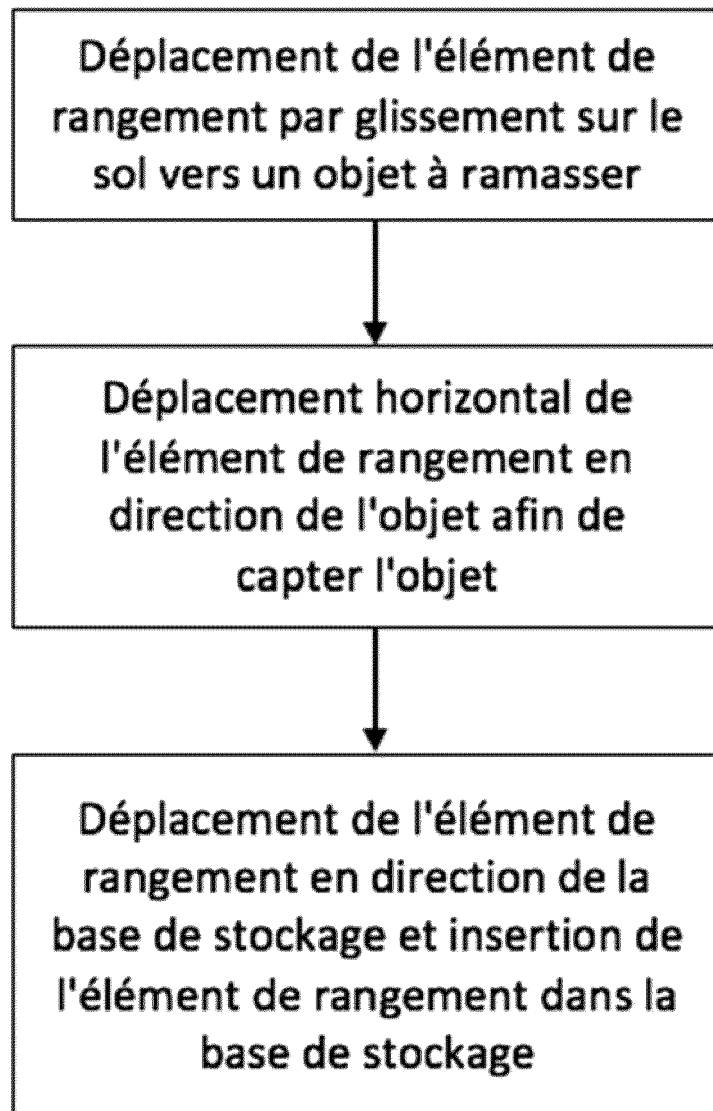 Déplacement de l'élément de
rangement par glissement sur le
sol vers un objet à ramasser
Déplacement horizontal de
l'élément de rangement en
direction de l'objet afin de
capter l'objet
Déplacement de l'élément de
rangement en direction de la
base de stockage et insertion de
l'élément de rangement dans la
base de stockage